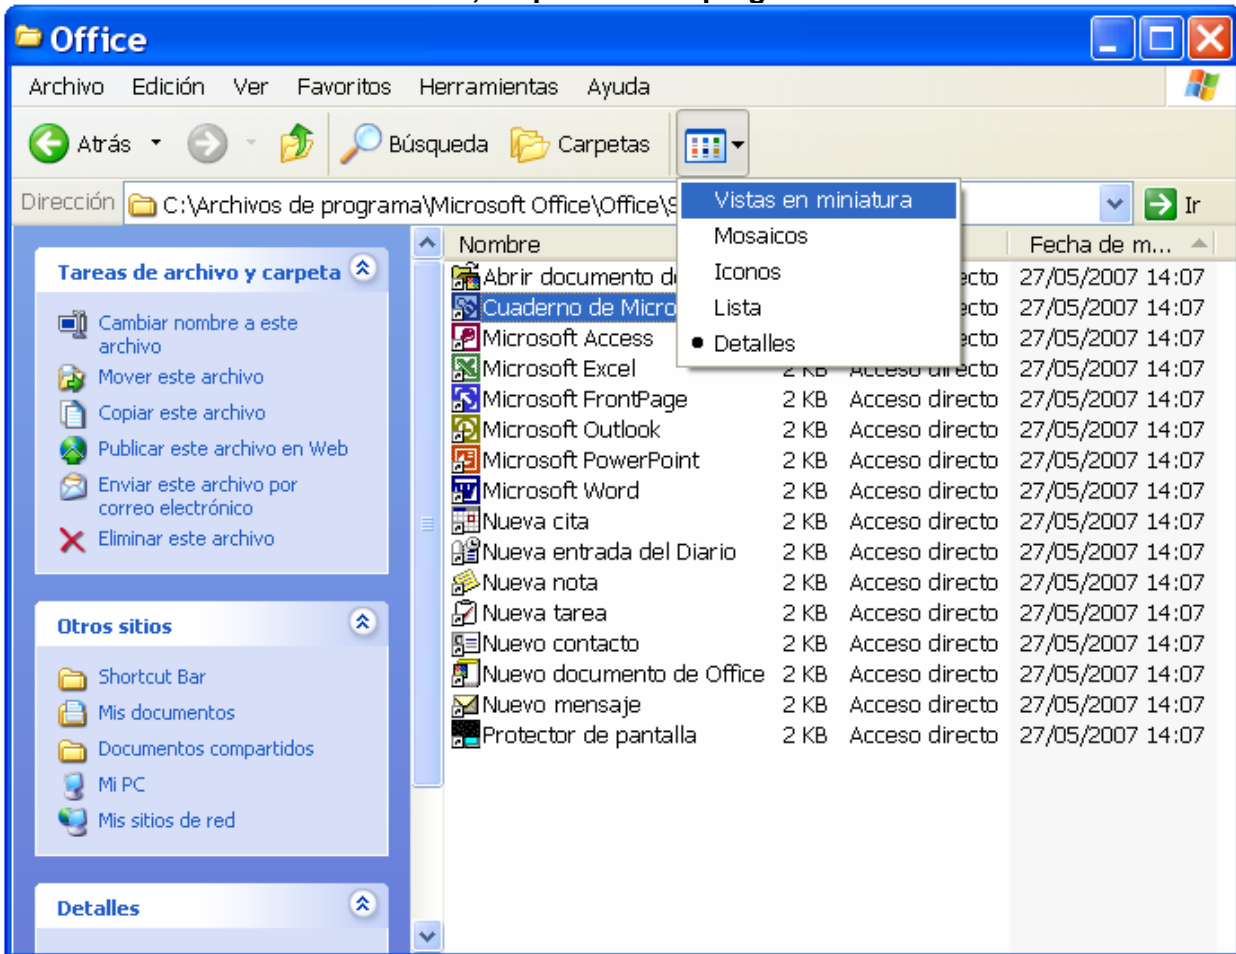 Office
Archivo Edición Ver Favoritos Herramientas Ayuda
Atrás Búsqueda Carpetas
Dirección C:\Archivos de programa\Microsoft Office\Office\S Ir
Vistas en miniatura
Mosaicos
Iconos
Lista
Detalles
Tareas de archivo y carpeta
Cambiar nombre a este
archivo
Mover este archivo
Copiar este archivo
Publicar este archivo en Web
Enviar este archivo por
correo electrónico
Eliminar este archivo
Otros sitios
Shortcut Bar
Mis documentos
Documentos compartidos
Mi PC
Mis sitios de red
Detalles
Nombre Fecha de m...
Abrir documento d ecto 27/05/2007 14:07
Cuaderno de Micro ecto 27/05/2007 14:07
Microsoft Access ecto 27/05/2007 14:07
Microsoft Excel 2 KB Acceso directo 27/05/2007 14:07
Microsoft FrontPage 2 KB Acceso directo 27/05/2007 14:07
Microsoft Outlook 2 KB Acceso directo 27/05/2007 14:07
Microsoft PowerPoint 2 KB Acceso directo 27/05/2007 14:07
Microsoft Word 2 KB Acceso directo 27/05/2007 14:07
Nueva cita 2 KB Acceso directo 27/05/2007 14:07
Nueva entrada del Diario 2 KB Acceso directo 27/05/2007 14:07
Nueva nota 2 KB Acceso directo 27/05/2007 14:07
Nueva tarea 2 KB Acceso directo 27/05/2007 14:07
Nuevo contacto 2 KB Acceso directo 27/05/2007 14:07
Nuevo documento de Office 2 KB Acceso directo 27/05/2007 14:07
Nuevo mensaje 2 KB Acceso directo 27/05/2007 14:07
Protector de pantalla 2 KB Acceso directo 27/05/2007 14:07